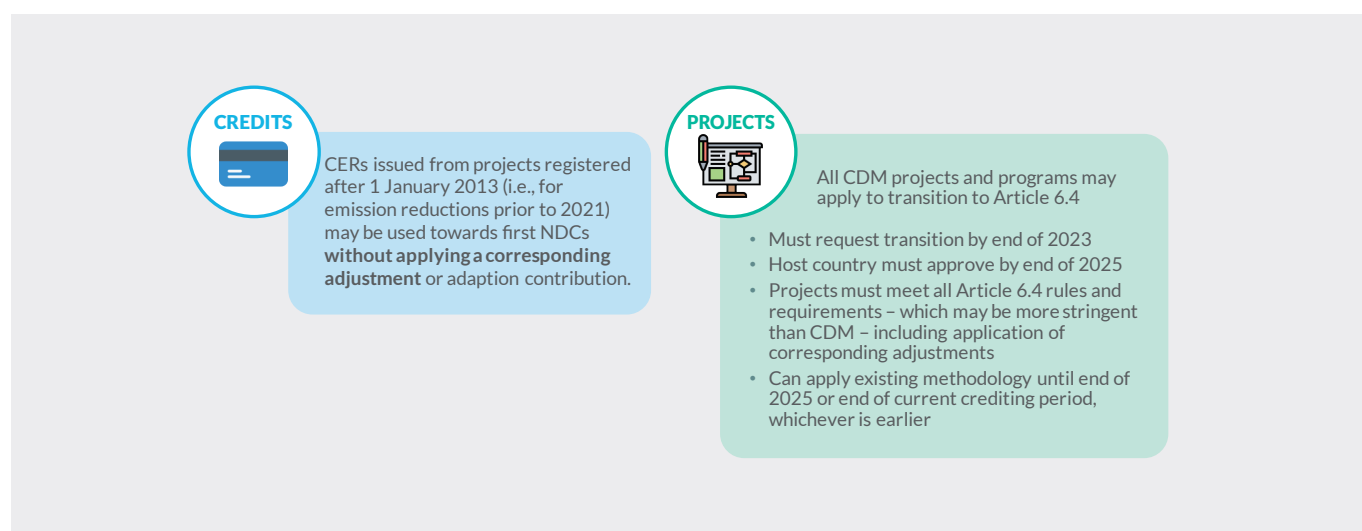 CREDITS
CERs issued from projects registered
after 1 January 2013 (i.e., for
emission reductions prior to 2021)
may be used towards first NDCs
without applying a corresponding
adjustment or adaption contribution.
PROJECTS
All CDM projects and programs may
apply to transition to Article 6.4
• Must request transition by end of 2023
• Host country must approve by end of 2025
• Projects must meet all Article 6.4 rules and
requirements – which may be more stringent
than CDM – including application of
corresponding adjustments
• Can apply existing methodology until end of
2025 or end of current crediting period,
whichever is earlier